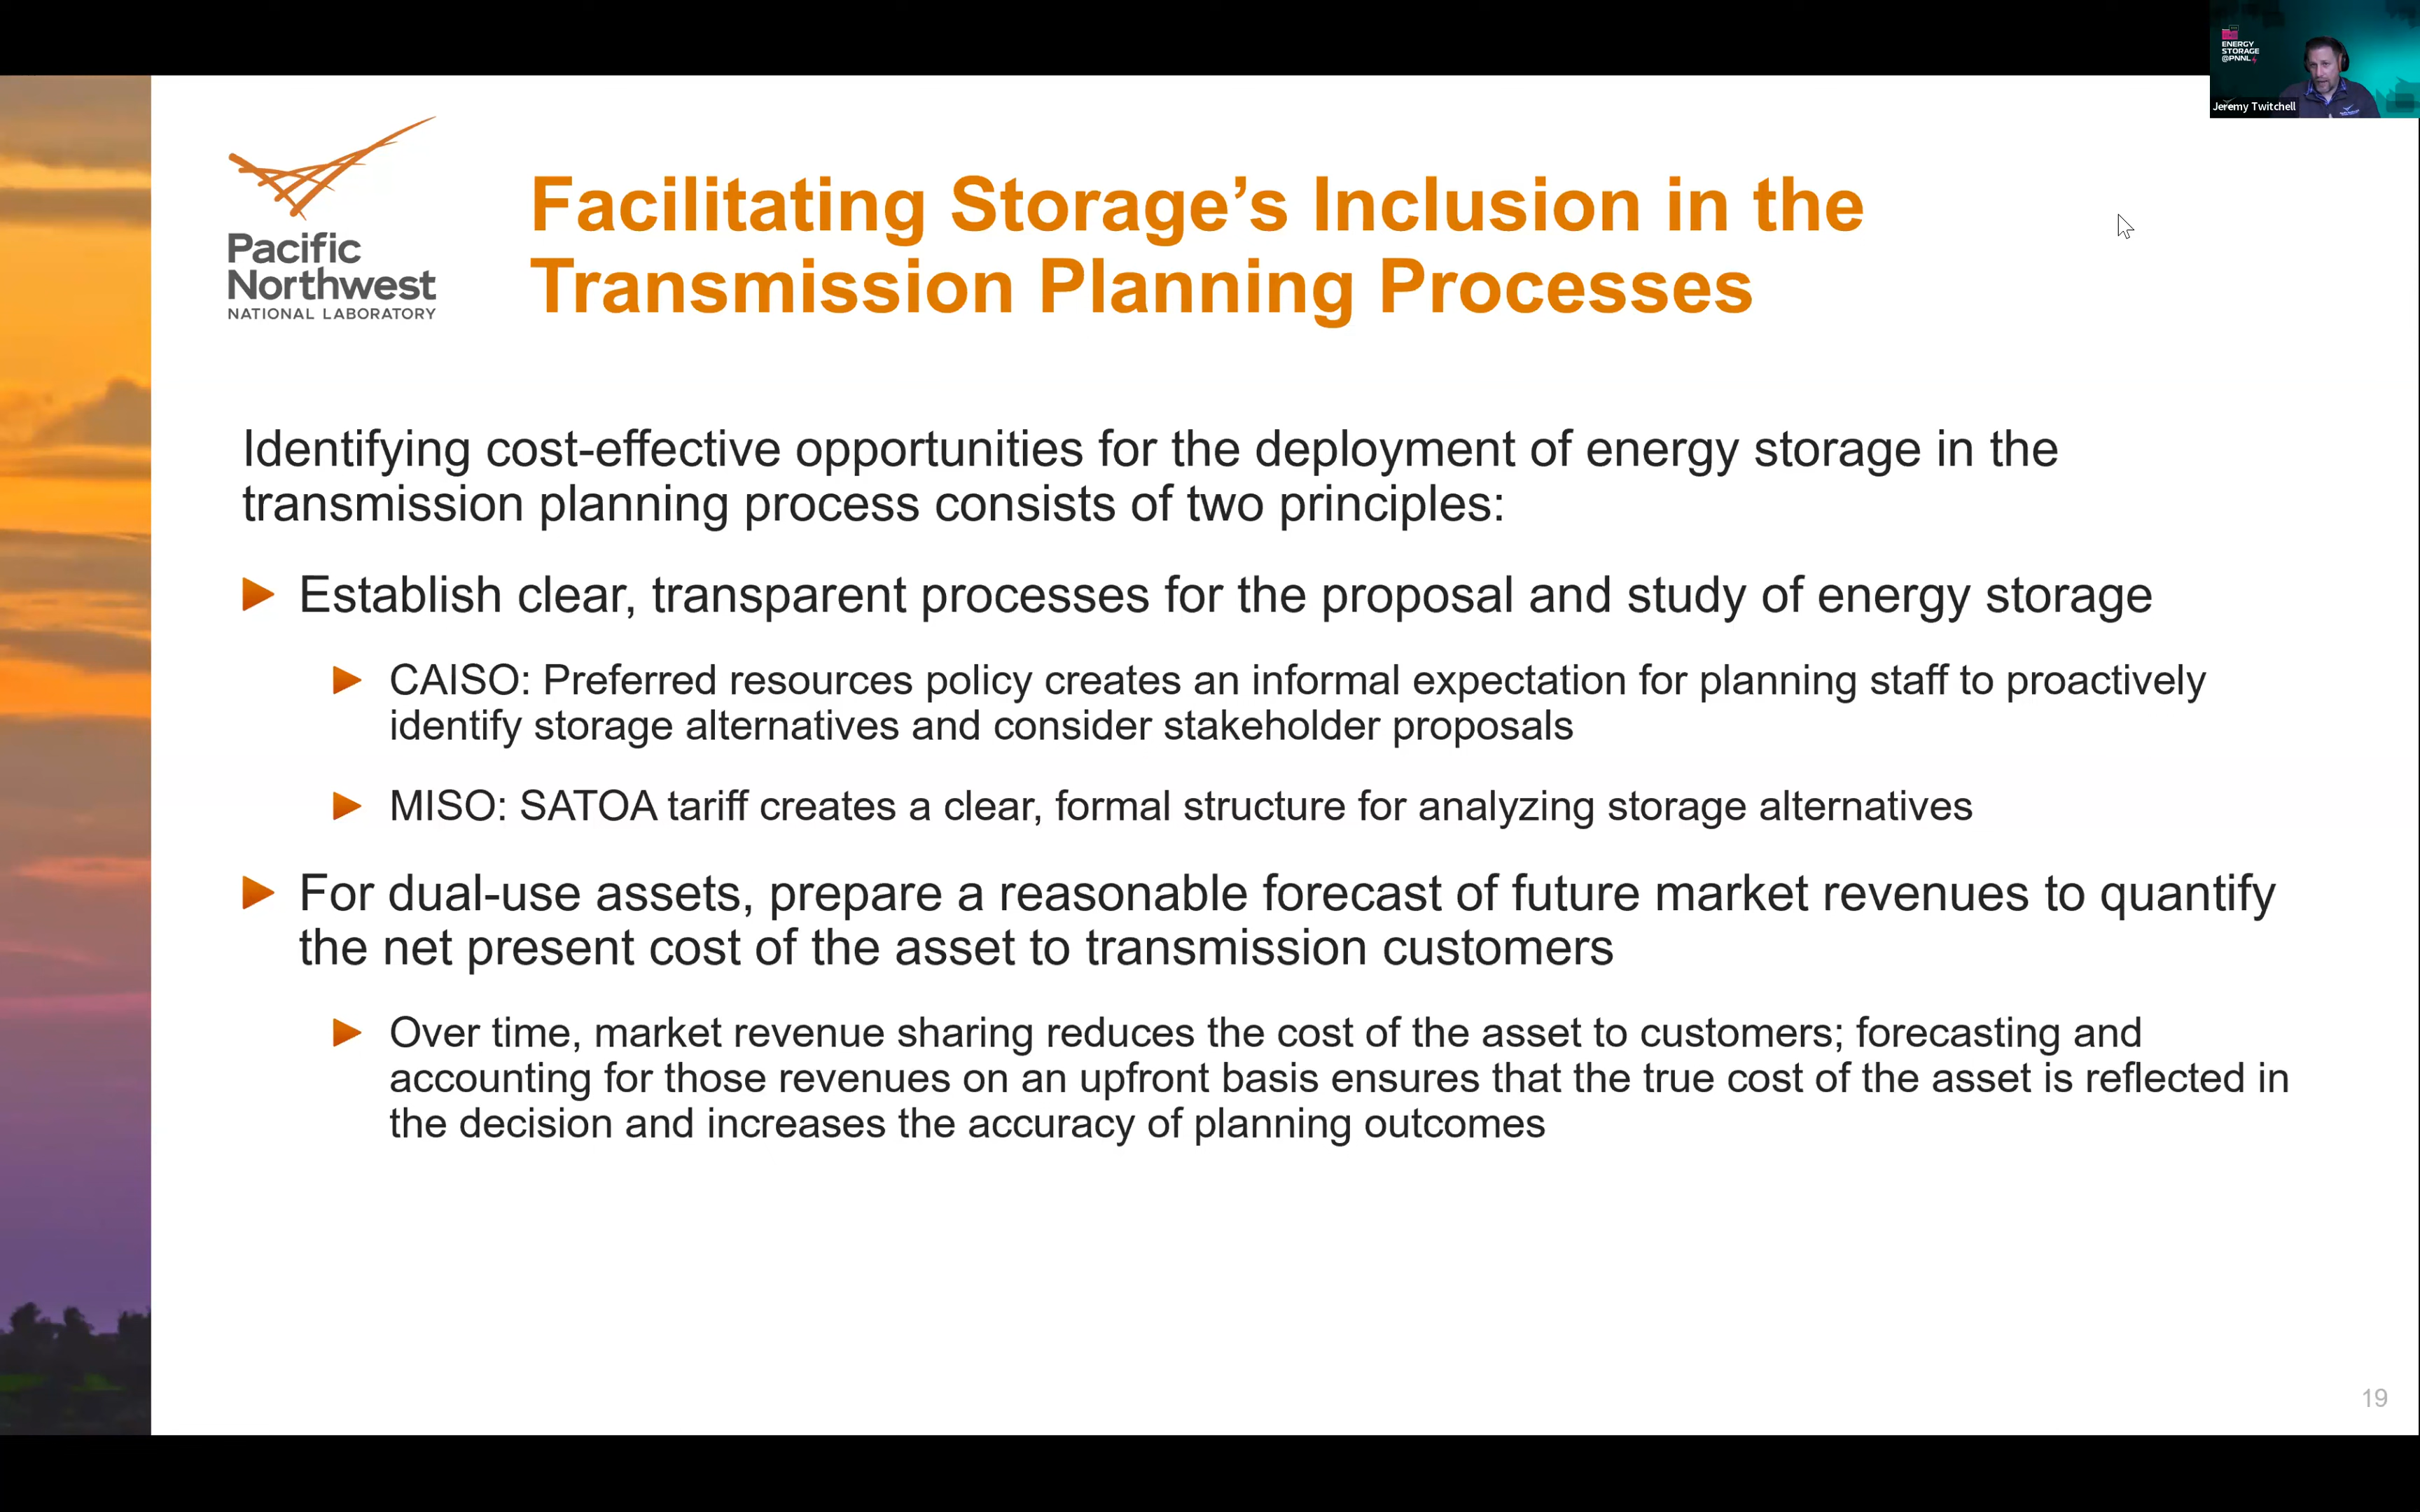 ENERGY
STORAGE
@PNNL
Jeremy Twitchell
Pacific
Northwest
NATIONAL LABORATORY
Facilitating Storage’s Inclusion in the
Transmission Planning Processes
Identifying cost-effective opportunities for the deployment of energy storage in the
transmission planning process consists of two principles:
Establish clear, transparent processes for the proposal and study of energy storage
CAISO: Preferred resources policy creates an informal expectation for planning staff to proactively
identify storage alternatives and consider stakeholder proposals
MISO: SATOA tariff creates a clear, formal structure for analyzing storage alternatives
For dual-use assets, prepare a reasonable forecast of future market revenues to quantify
the net present cost of the asset to transmission customers
Over time, market revenue sharing reduces the cost of the asset to customers; forecasting and
accounting for those revenues on an upfront basis ensures that the true cost of the asset is reflected in
the decision and increases the accuracy of planning outcomes
19